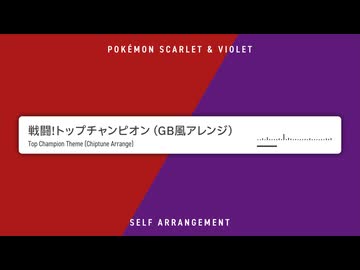 POKÉMON SCARLET & VIOLET
戦闘!トップチャンピオン（GB風アレンジ）
Top Champion Theme (Chiptune Arrange)
SELF ARRANGEMENT